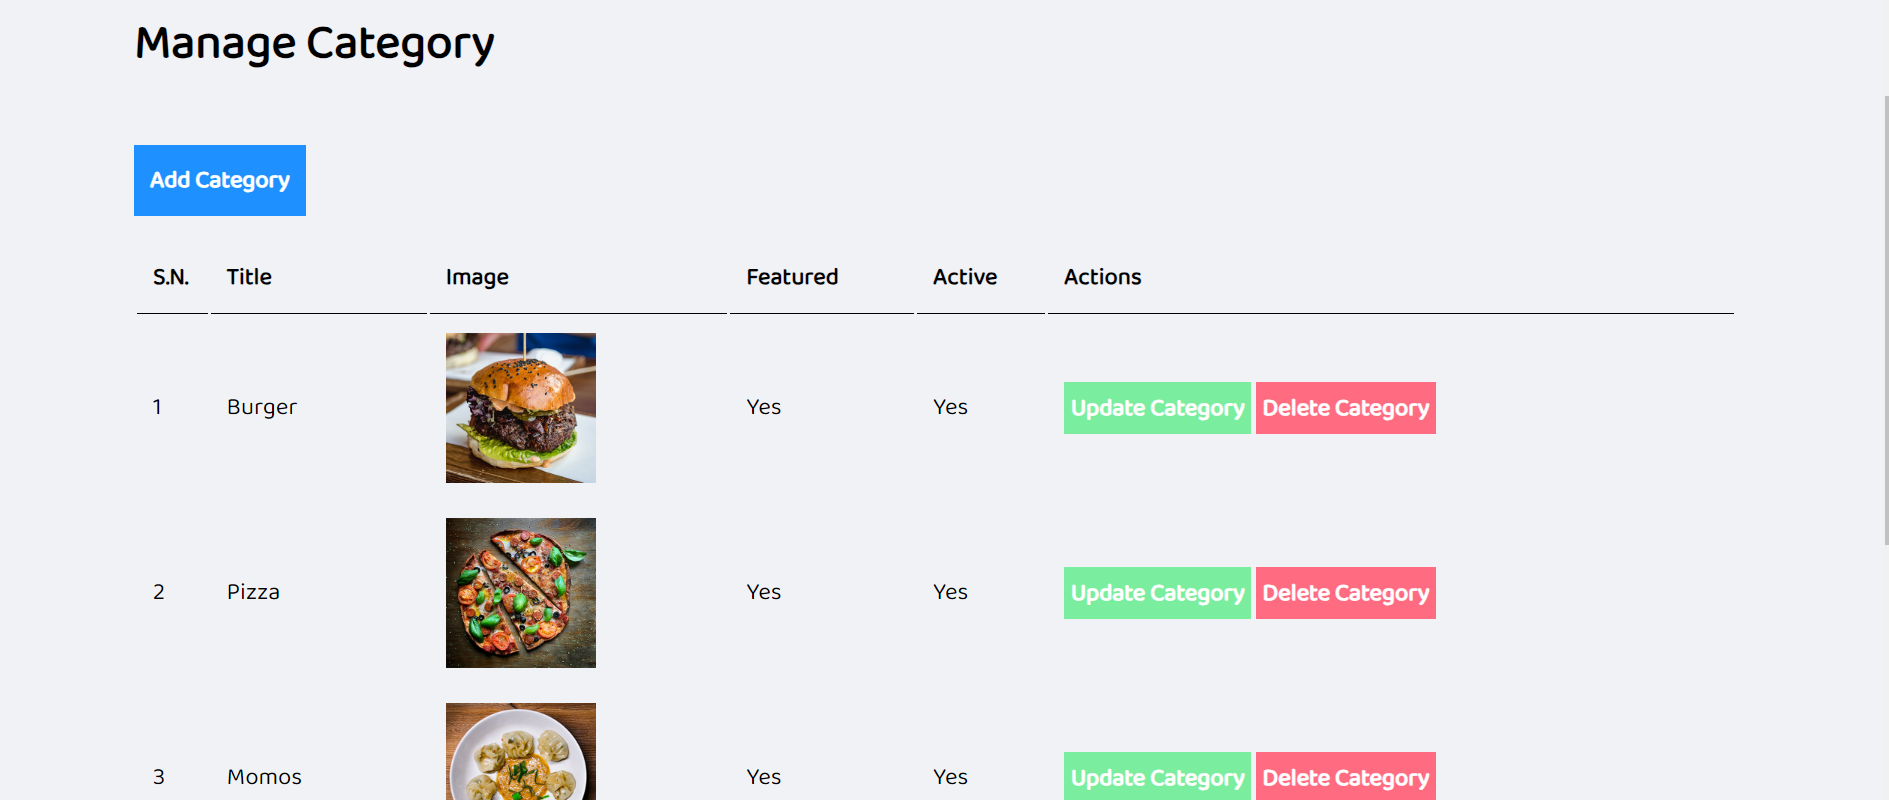 Manage Category
Add Category
S.N. Title Image Featured Active Actions
1 Burger Yes Yes Update Category Delete Category
2 Pizza Yes Yes Update Category Delete Category
3 Momos Yes Yes Update Category Delete Category